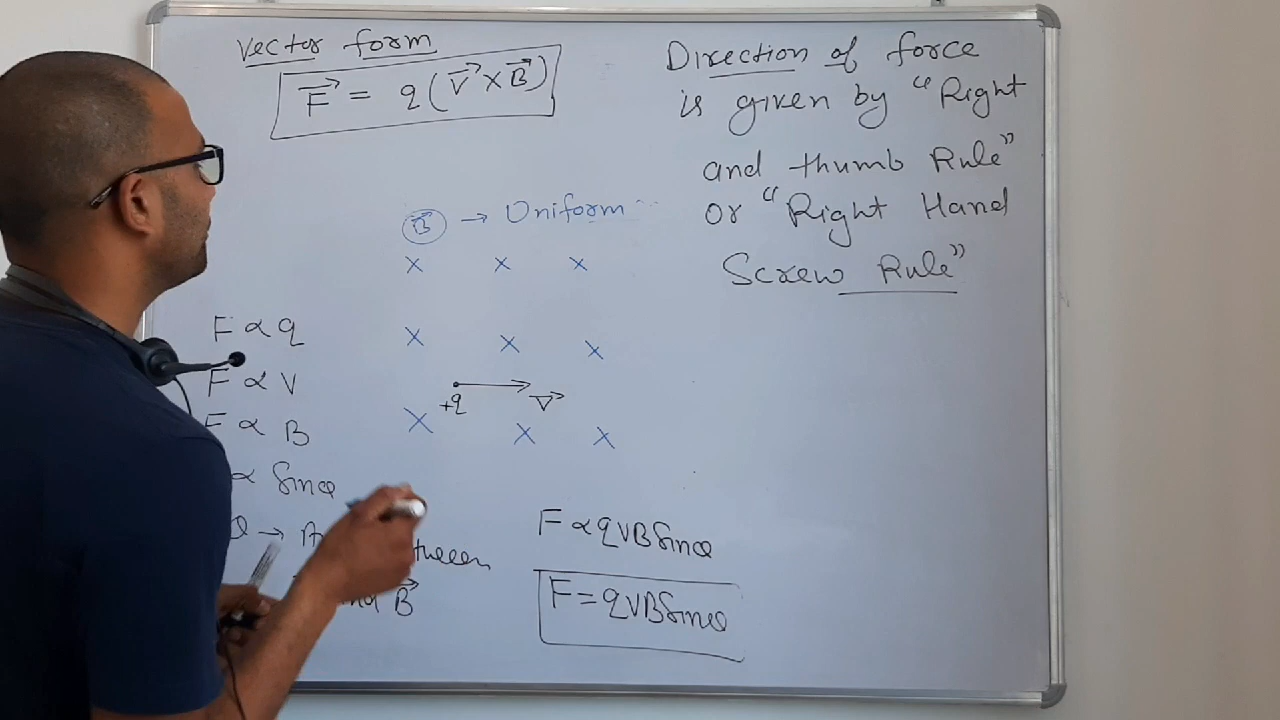 Vector form
F⃗ = q(V⃗ × B⃗)
Direction of force
is given by "Right
and thumb Rule"
or "Right Hand
Screw Rule"
B⃗ → Uniform
× × ×
F ∝ q
× × ×
F ∝ V
+q V⃗
F ∝ B
× × ×
∝ Sinθ
θ →
B⃗
F ∝ qVBSinθ
F = qVBSinθ